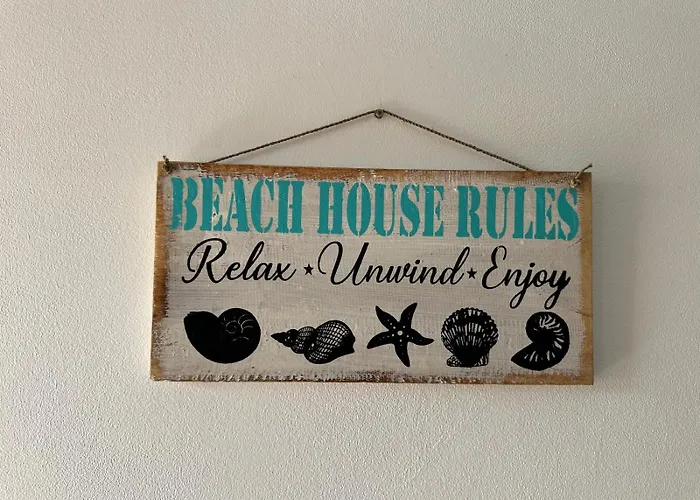 BEACH HOUSE RULES
Relax ★ Unwind ★ Enjoy